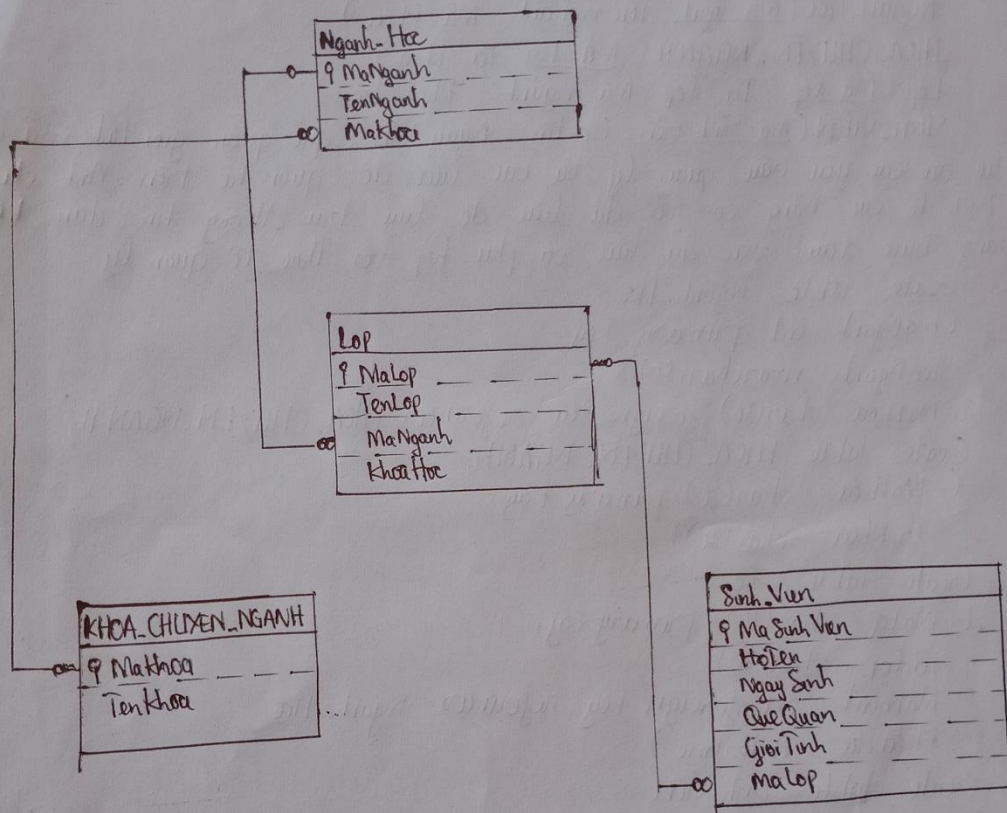 Nganh_Hoc
MaNganh
TenNganh
MaKhoa
Lop
MaLop
TenLop
MaNganh
KhoaHoc
KHOA_CHUYEN_NGANH
MaKhoa
TenKhoa
Sinh_Vien
MaSinhVien
HoTen
NgaySinh
QueQuan
GioiTinh
MaLop